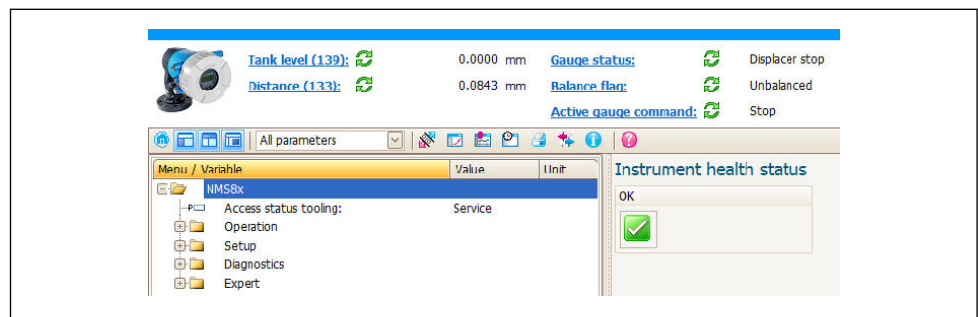 Tank level (139): 0.0000 mm Gauge status: Displacer stop
Distance (133): 0.0843 mm Balance flag: Unbalanced
Active gauge command: Stop
All parameters
Menu / Variable Value Unit Instrument health status
NMS8x OK
Access status tooling: Service
Operation
Setup
Diagnostics
Expert